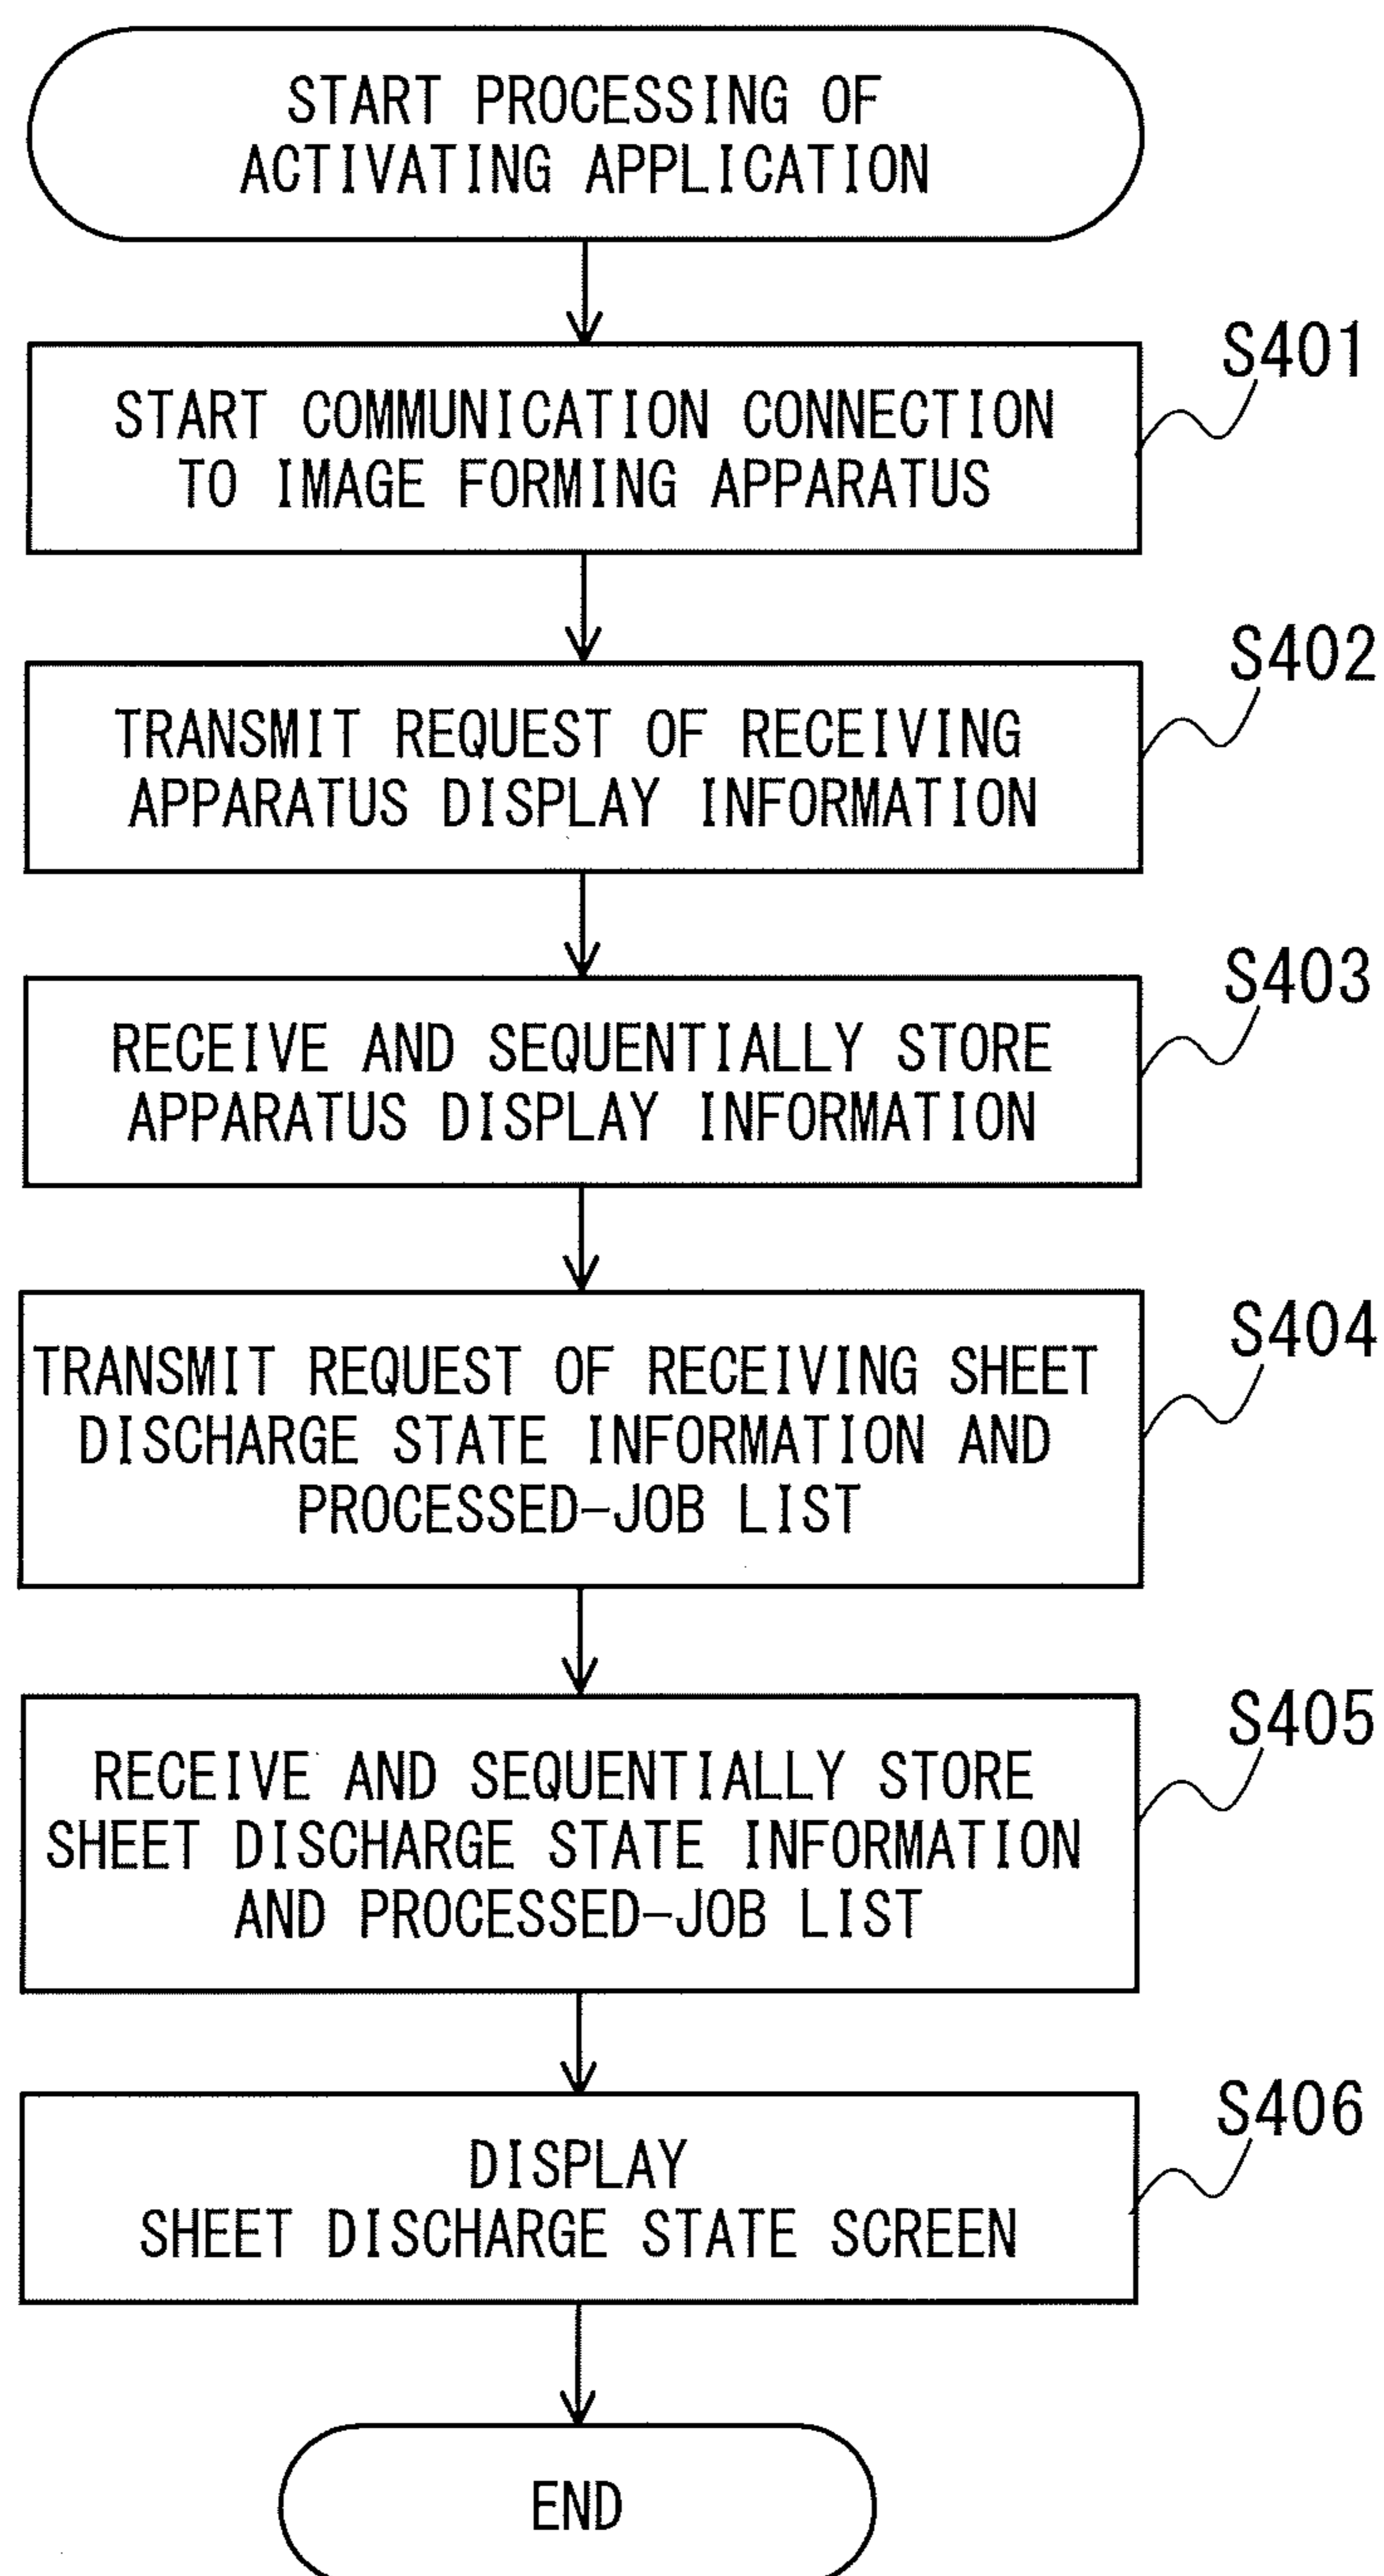 START PROCESSING OF
ACTIVATING APPLICATION
S401
START COMMUNICATION CONNECTION
TO IMAGE FORMING APPARATUS
S402
TRANSMIT REQUEST OF RECEIVING
APPARATUS DISPLAY INFORMATION
S403
RECEIVE AND SEQUENTIALLY STORE
APPARATUS DISPLAY INFORMATION
S404
TRANSMIT REQUEST OF RECEIVING SHEET
DISCHARGE STATE INFORMATION AND
PROCESSED-JOB LIST
S405
RECEIVE AND SEQUENTIALLY STORE
SHEET DISCHARGE STATE INFORMATION
AND PROCESSED-JOB LIST
S406
DISPLAY
SHEET DISCHARGE STATE SCREEN
END